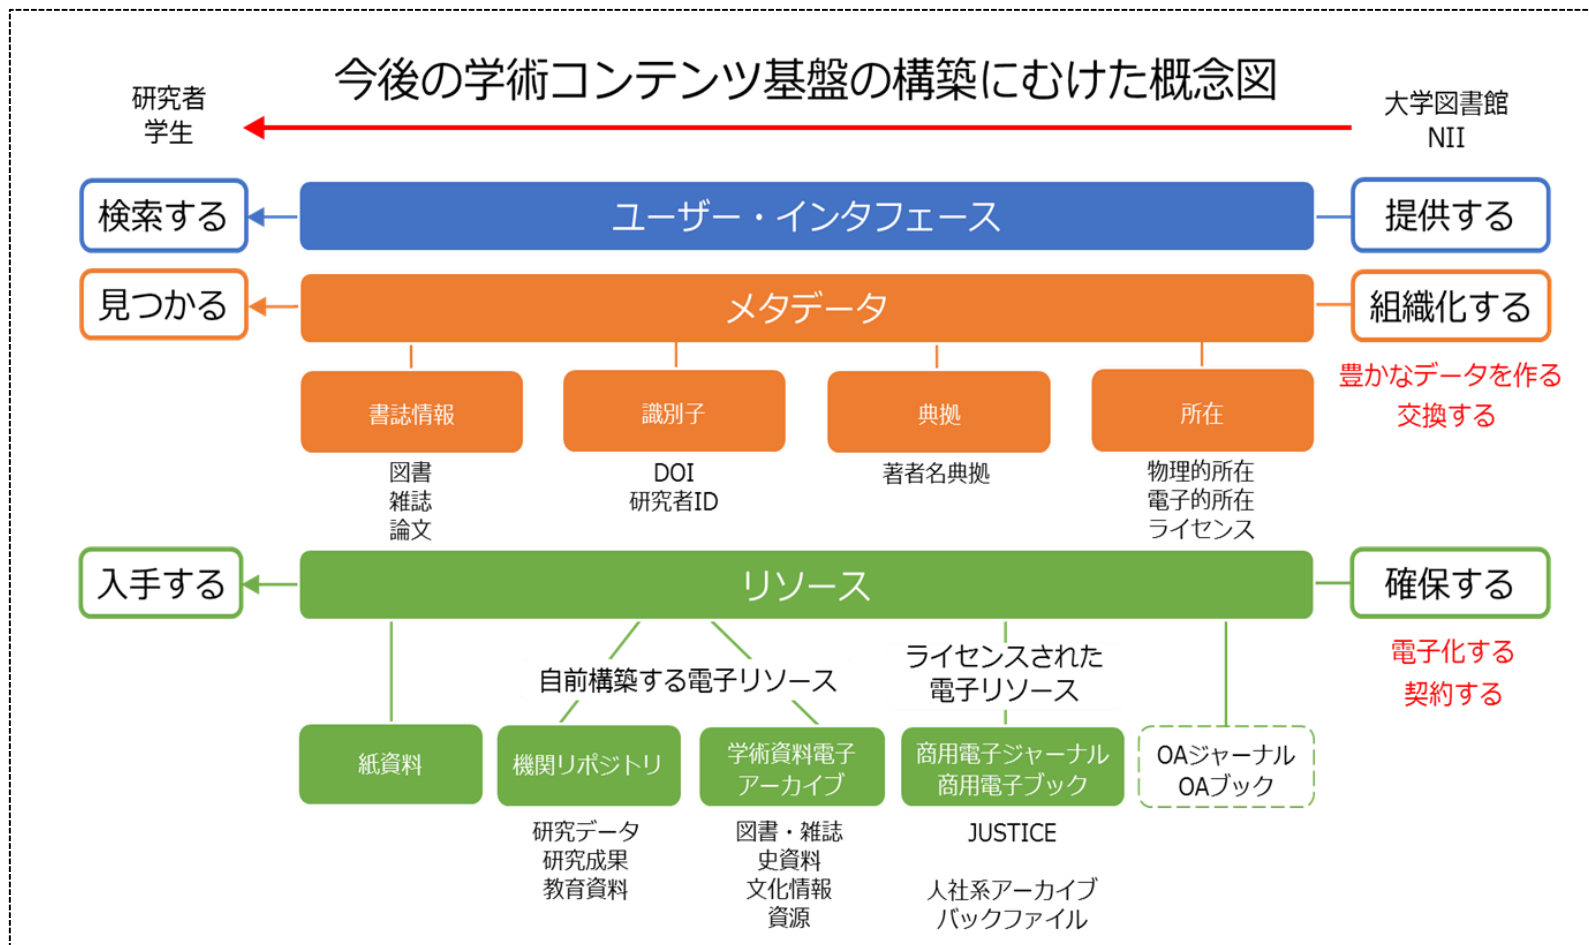 今後の学術コンテンツ基盤の構築にむけた概念図
研究者
学生
大学図書館
NII
検索する
ユーザー・インタフェース
提供する
見つかる
メタデータ
組織化する
豊かなデータを作る
交換する
書誌情報
識別子
典拠
所在
図書
雑誌
論文
DOI
研究者ID
著者名典拠
物理的所在
電子的所在
ライセンス
入手する
リソース
確保する
電子化する
契約する
自前構築する電子リソース
ライセンスされた
電子リソース
紙資料
機関リポジトリ
学術資料電子
アーカイブ
商用電子ジャーナル
商用電子ブック
OAジャーナル
OAブック
研究データ
研究成果
教育資料
図書・雑誌
史資料
文化情報
資源
JUSTICE
人社系アーカイブ
バックファイル